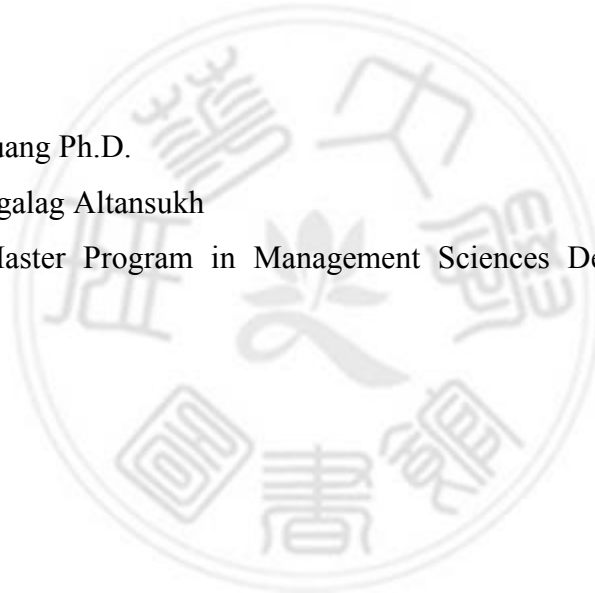 uang Ph.D.
galag Altansukh
Master Program in Management Sciences De